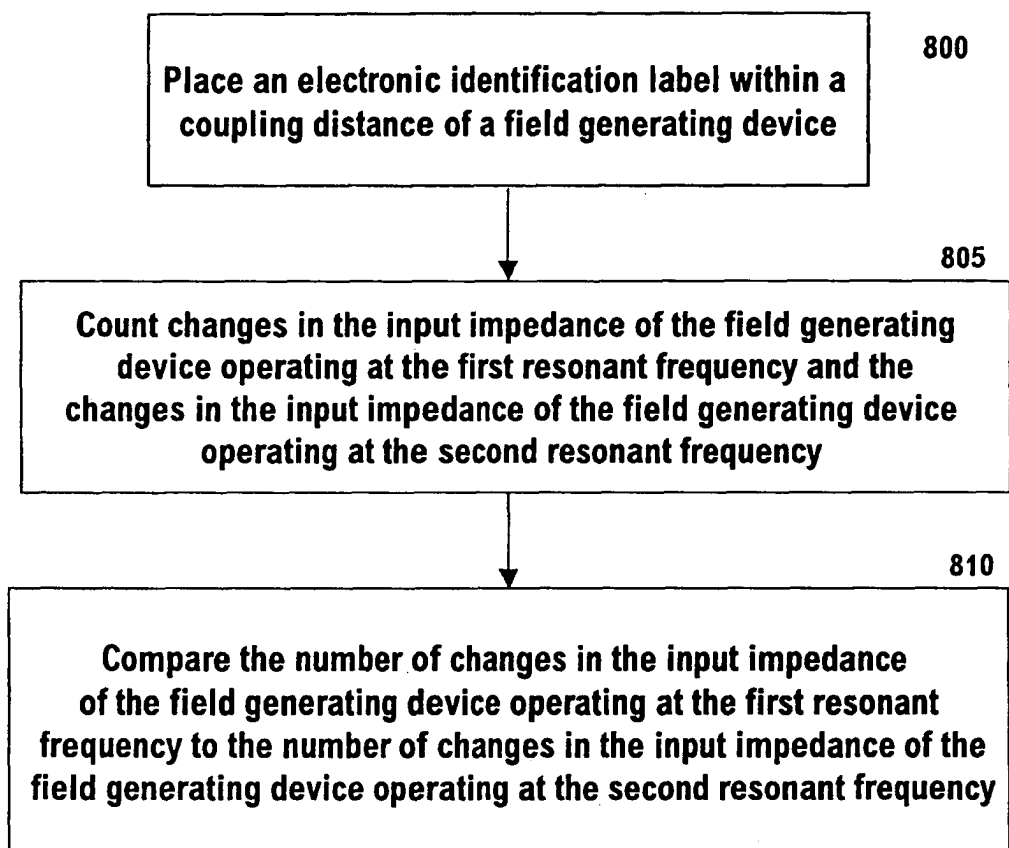 800
Place an electronic identification label within a
coupling distance of a field generating device
805
Count changes in the input impedance of the field generating
device operating at the first resonant frequency and the
changes in the input impedance of the field generating device
operating at the second resonant frequency
810
Compare the number of changes in the input impedance
of the field generating device operating at the first resonant
frequency to the number of changes in the input impedance of the
field generating device operating at the second resonant frequency